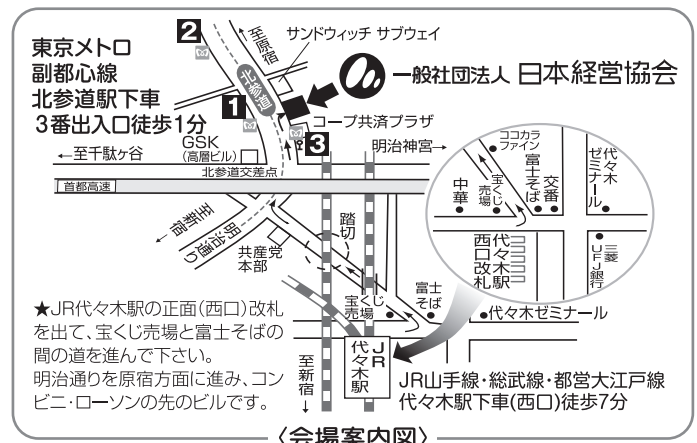 東京メトロ
副都心線
北参道駅下車
3番出入口徒歩1分
2
至原宿
サンドウィッチ サブウェイ
北参道
一般社団法人 日本経営協会
1
コープ共済プラザ
3
GSK
(高層ビル)
←至千駄ヶ谷
明治神宮→
北参道交差点
首都高速
至新宿
明治通り
共産党
本部
踏切
ココカラ
ファイン
代々木
ゼミナール
中華
宝くじ
売場
富士そば
交番
代々木駅
西口改札
三菱
UFJ銀行
宝くじ
売場
富士
そば
代々木ゼミナール
JR
代々木駅
至新宿
★JR代々木駅の正面(西口)改札
を出て、宝くじ売場と富士そばの
間の道を進んで下さい。
明治通りを原宿方面に進み、コン
ビニ・ローソンの先のビルです。
JR山手線・総武線・都営大江戸線
代々木駅下車(西口)徒歩7分
〈会場案内図〉